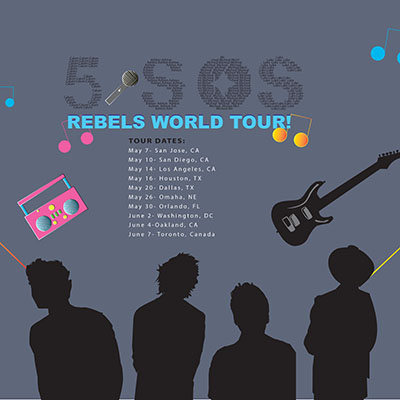 5 SOS
REBELS WORLD TOUR!
TOUR DATES:
May 7- San Jose, CA
May 10- San Diego, CA
May 14- Los Angeles, CA
May 16- Houston, TX
May 20- Dallas, TX
May 26- Omaha, NE
May 30- Orlando, FL
June 2- Washington, DC
June 4-Oakland, CA
June 7- Toronto, Canada